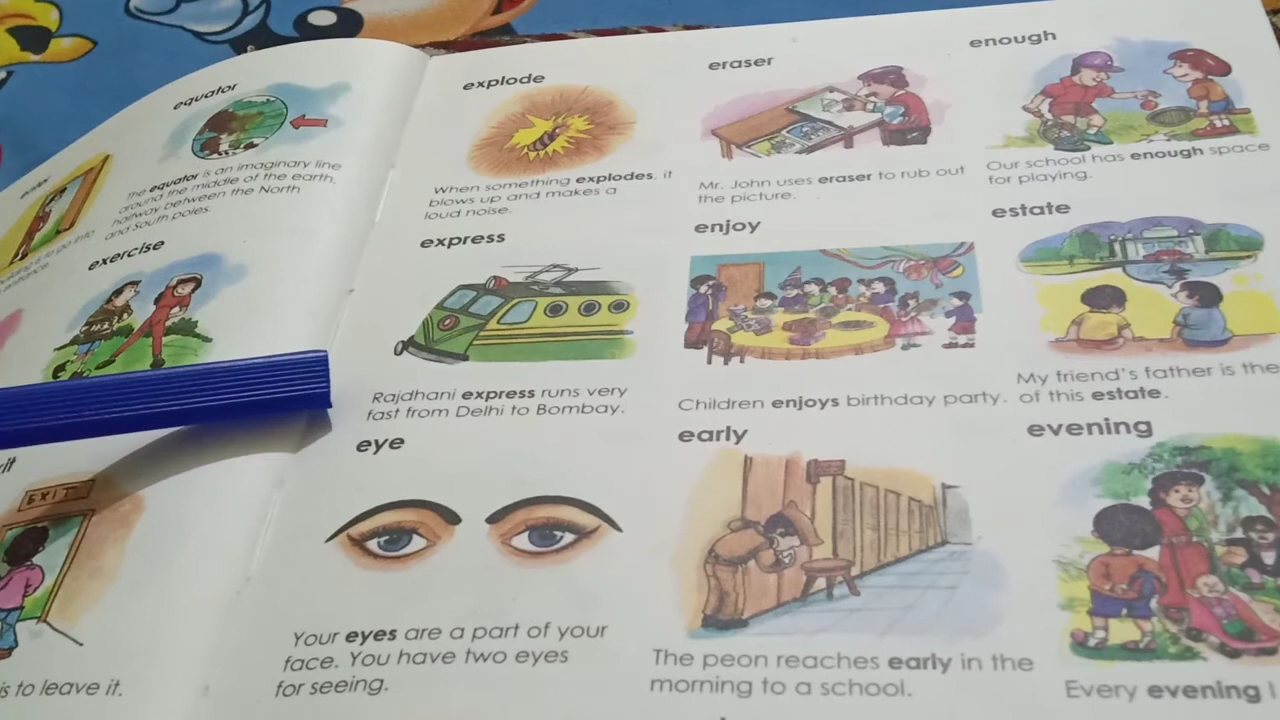 equator
The equator is an imaginary line
around the middle of the earth,
halfway between the North
and South poles.
exercise
EXIT
is to leave it.
explode
When something explodes, it
blows up and makes a
loud noise.
express
Rajdhani express runs very
fast from Delhi to Bombay.
eye
Your eyes are a part of your
face. You have two eyes
for seeing.
eraser
Mr. John uses eraser to rub out
the picture.
enjoy
Children enjoys birthday party.
early
The peon reaches early in the
morning to a school.
enough
Our school has enough space
for playing.
estate
My friend's father is the
of this estate.
evening
Every evening I